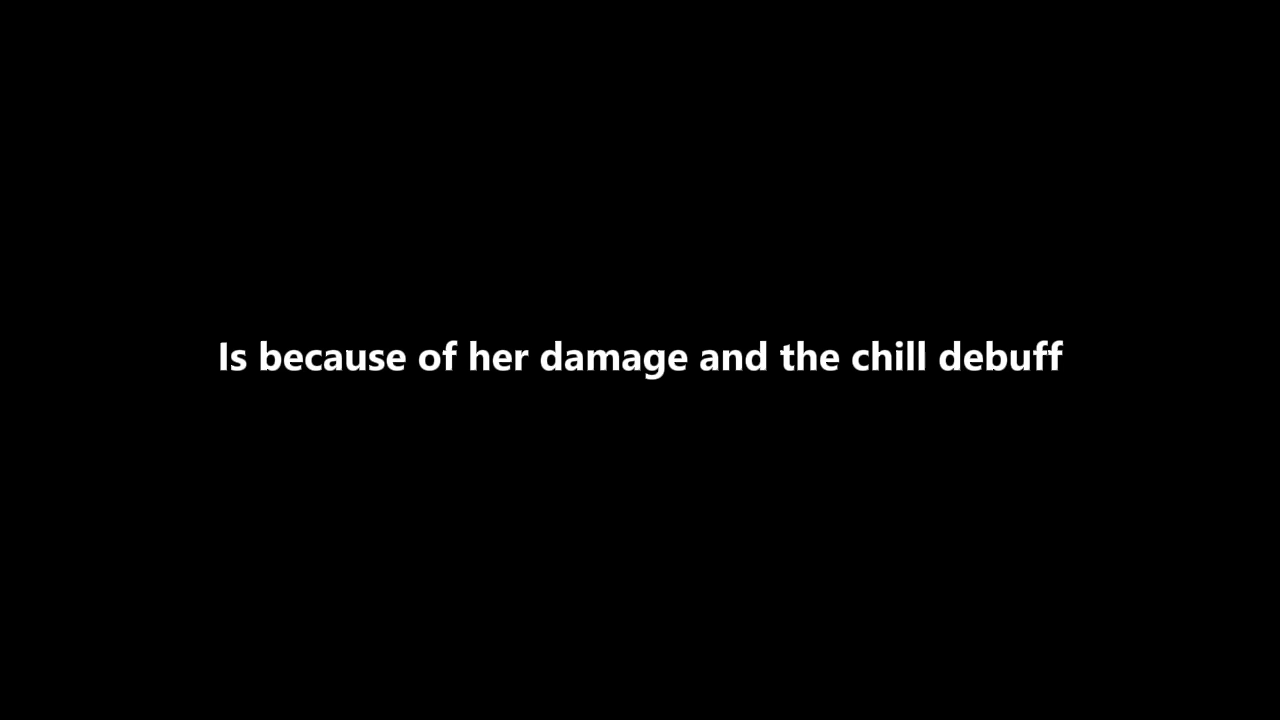 Is because of her damage and the chill debuff